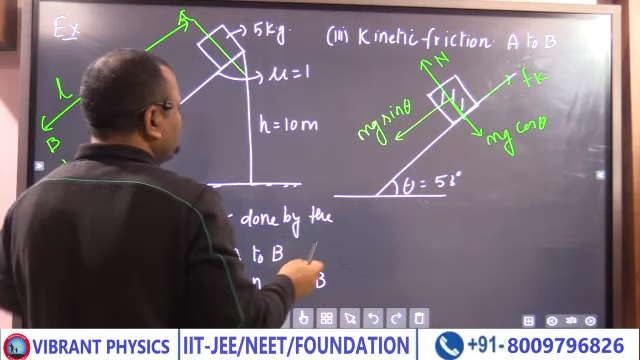 Ex
A
5kg.
μ=1
l
h=10m
B
done by the
to B
B
(iii) Kinetic friction A to B
N
fk
mg sinθ
mg cosθ
θ = 53°
VIBRANT PHYSICS
IIT-JEE/NEET/FOUNDATION
+91-8009796826